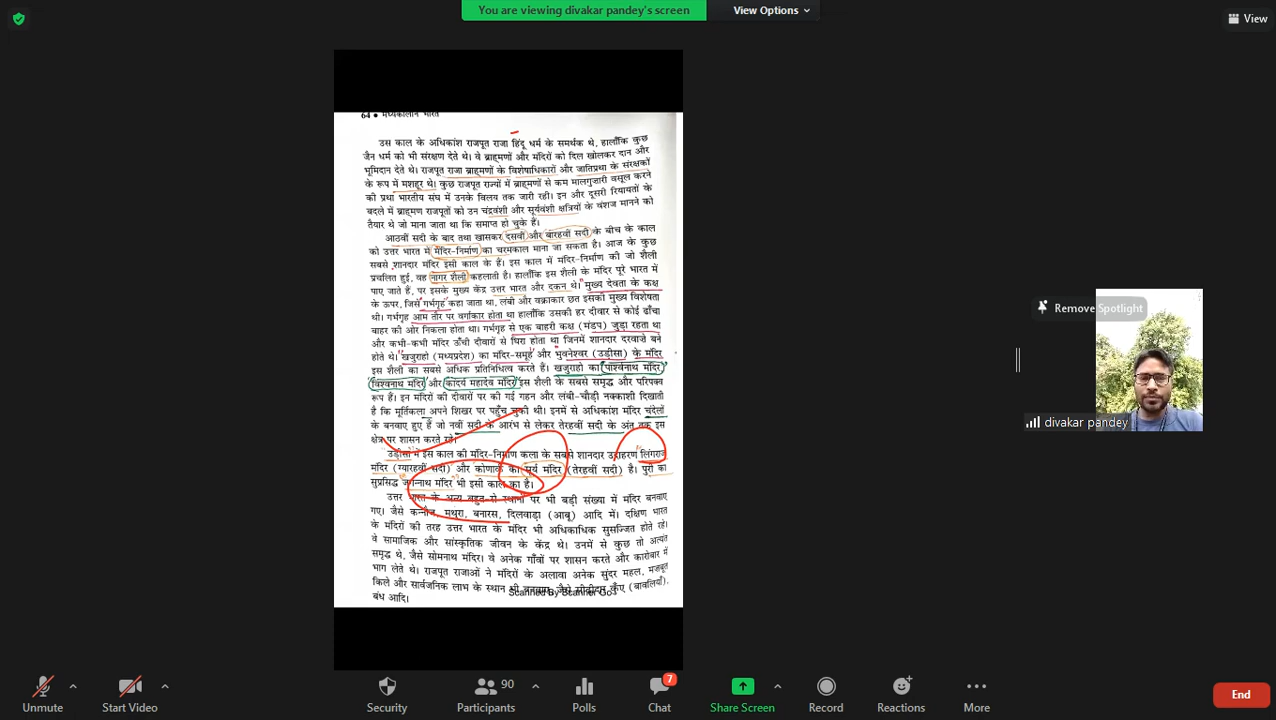 You are viewing divakar pandey's screen
View Options
View
64 • मध्यकालीन भारत
उस काल के अधिकांश राजपूत राजा हिंदू धर्म के समर्थक थे, हालाँकि कुछ
जैन धर्म को भी संरक्षण देते थे। वे ब्राह्मणों और मंदिरों को दिल खोलकर दान और
भूमिदान देते थे। राजपूत राजा ब्राह्मणों के विशेषाधिकारों और जातिप्रथा के संरक्षकों
के रूप में मशहूर थे। कुछ राजपूत राज्यों में ब्राह्मणों से कम मालगुजारी वसूल करने
की प्रथा भारतीय संघ में उनके विलय तक जारी रही। इन और दूसरी रियायतों के
बदले में ब्राह्मण राजपूतों को उन चंद्रवंशी और सूर्यवंशी क्षत्रियों के वंशज मानने को
तैयार थे जो माना जाता था कि समाप्त हो चुके हैं।
आठवीं सदी के बाद तथा खासकर दसवीं और बारहवीं सदी के बीच के काल
को उत्तर भारत में मंदिर-निर्माण का चरमकाल माना जा सकता है। आज के कुछ
सबसे शानदार मंदिर इसी काल के हैं। इस काल में मंदिर-निर्माण की जो शैली
प्रचलित हुई, वह नागर शैली कहलाती है। हालाँकि इस शैली के मंदिर पूरे भारत में
पाए जाते हैं, पर इसके मुख्य केंद्र उत्तर भारत और दकन थे। मुख्य देवता के कक्ष
के ऊपर, जिसे गर्भगृह कहा जाता था, लंबी और वक्राकार छत इसकी मुख्य विशेषता
थी। गर्भगृह आम तौर पर वर्गाकार होता था हालाँकि उसकी हर दीवार से कोई ढाँचा
बाहर की ओर निकला होता था। गर्भगृह से एक बाहरी कक्ष (मंडप) जुड़ा रहता था
और कभी-कभी मंदिर ऊँची दीवारों से घिरा होता था जिनमें शानदार दरवाजे बने
होते थे। खजुराहो (मध्यप्रदेश) का मंदिर-समूह और भुवनेश्वर (उड़ीसा) के मंदिर
इस शैली का सबसे अधिक प्रतिनिधित्व करते हैं। खजुराहो का पार्श्वनाथ मंदिर
विश्वनाथ मंदिर और कांदर्य महादेव मंदिर इस शैली के सबसे समृद्ध और परिपक्व
रूप हैं। इन मंदिरों की दीवारों पर की गई गहन और लंबी-चौड़ी नक्काशी दिखाती
है कि मूर्तिकला अपने शिखर पर पहुँच चुकी थी। इनमें से अधिकांश मंदिर चंदेलों
के बनवाए हुए हैं जो नवीं सदी के आरंभ से लेकर तेरहवीं सदी के अंत तक इस
क्षेत्र पर शासन करते रहे।
उड़ीसा में इस काल की मंदिर-निर्माण कला के सबसे शानदार उदाहरण लिंगराज
मंदिर (ग्यारहवीं सदी) और कोणार्क का सूर्य मंदिर (तेरहवीं सदी) है। पुरी का
सुप्रसिद्ध जगन्नाथ मंदिर भी इसी काल का है।
उत्तर भारत के अन्य बहुत-से स्थानों पर भी बड़ी संख्या में मंदिर बनवाए
गए। जैसे कन्नौज, मथुरा, बनारस, दिलवाड़ा (आबू) आदि में। दक्षिण भारत
के मंदिरों की तरह उत्तर भारत के मंदिर भी अधिकाधिक सुसज्जित होते रहे।
वे सामाजिक और सांस्कृतिक जीवन के केंद्र थे। उनमें से कुछ तो अत्यंत
समृद्ध थे, जैसे सोमनाथ मंदिर। वे अनेक गाँवों पर शासन करते और कारोबार में
भाग लेते थे। राजपूत राजाओं ने मंदिरों के अलावा अनेक सुंदर महल, मजबूत
किले और सार्वजनिक लाभ के स्थान भी बनवाए, जैसे सीढ़ीदार कुँए (बावलियाँ),
बंध आदि।
Scanned By Scanner Go
Remove Spotlight
divakar pandey
Unmute
Start Video
Security
90
Participants
Polls
7
Chat
Share Screen
Record
Reactions
More
End